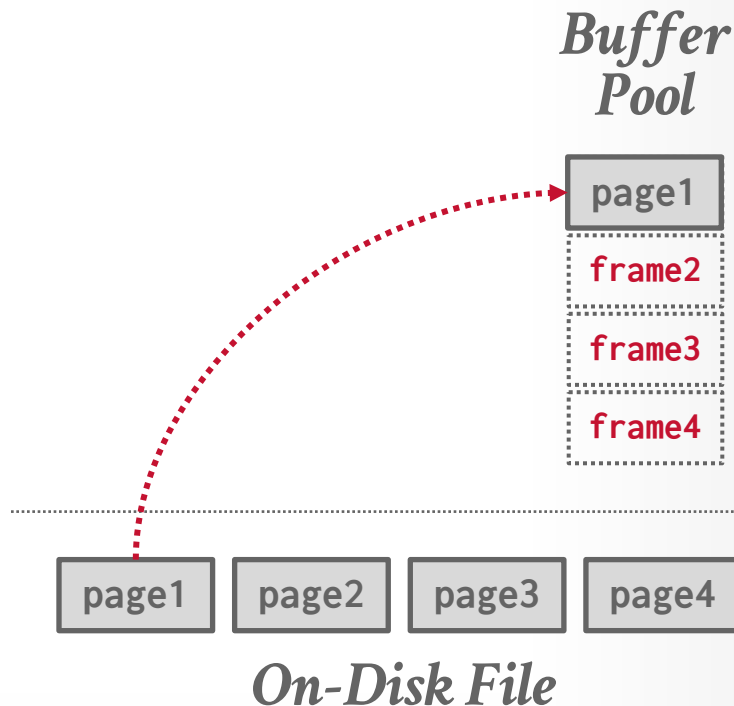 Buffer
Pool
page1
frame2
frame3
frame4
page1 page2 page3 page4
On-Disk File